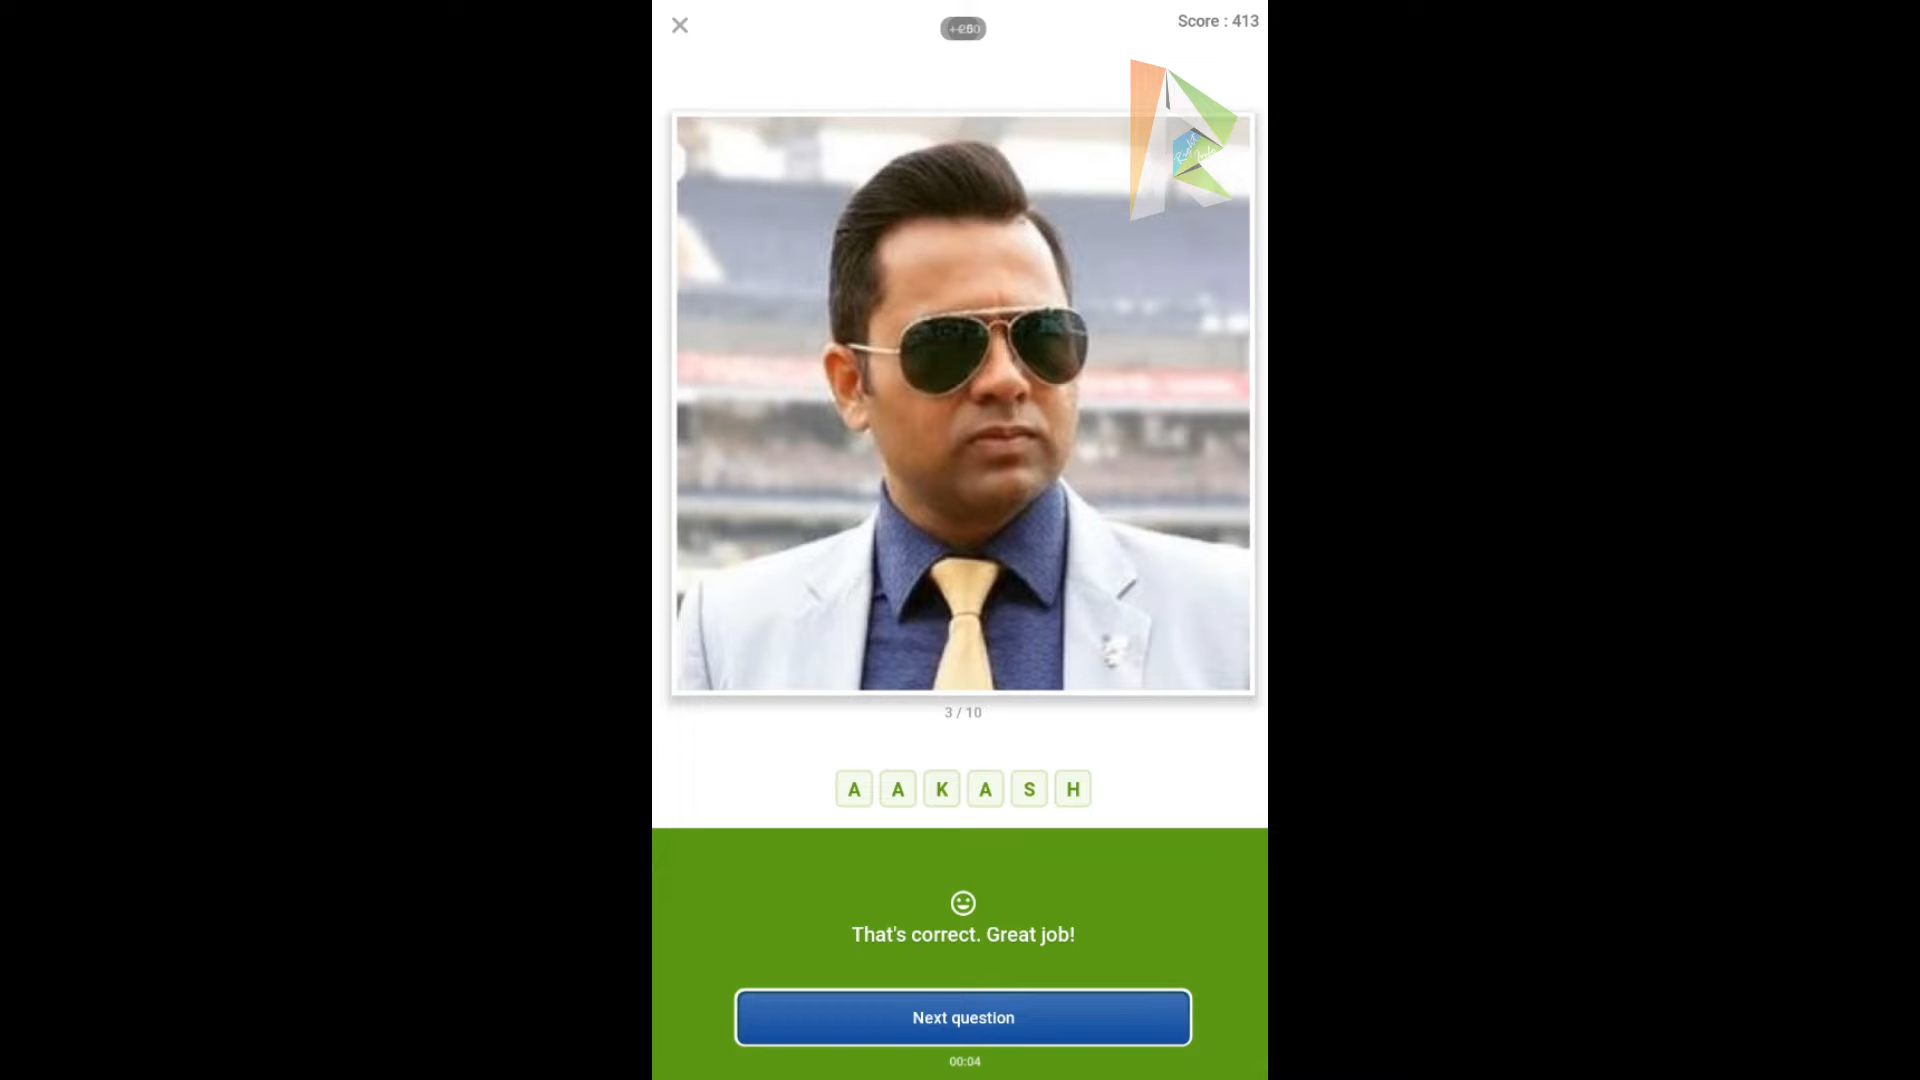 Score : 413
3 / 10
A A K A S H
That's correct. Great job!
Next question
00:04